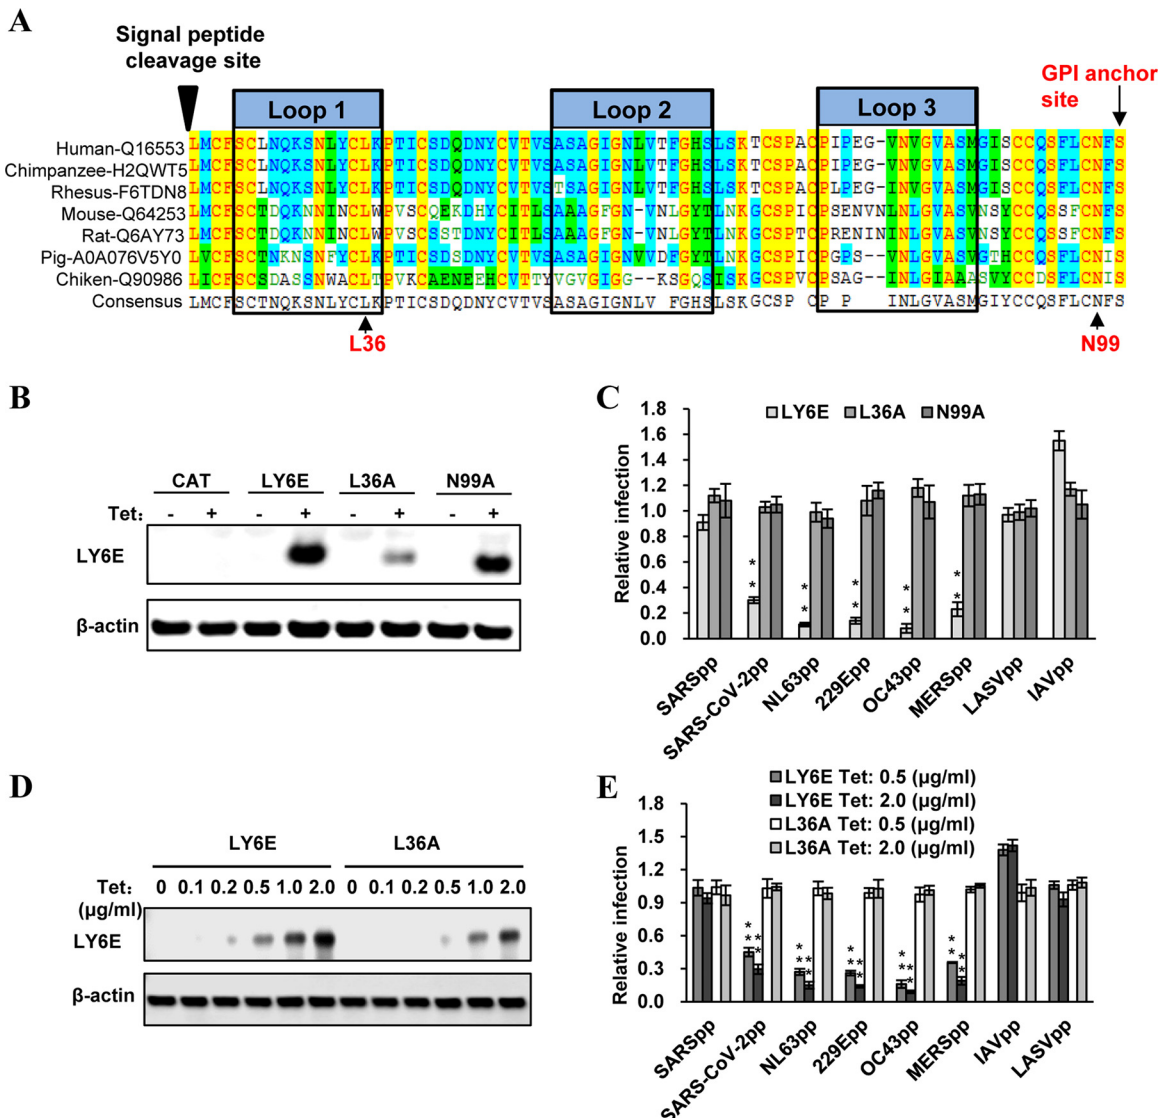 A
Signal peptide
cleavage site
GPI anchor
site
Loop 1
Loop 2
Loop 3
Human-Q16553 LMCFSCLNQKSNLYCLKPTICSDQDNYCVTVSASAGIGNLVTFGHSLSKTCSPACPIPEG-VNVGVASMGISCCQSFLCNFS
Chimpanzee-H2QWT5 LMCFSCLNQKSNLYCLKPTICSDQDNYCVTVSASAGIGNLVTFGHSLSKTCSPACPIPEG-INVGVASMGISCCQSFLCNFS
Rhesus-F6TDN8 LMCFSCLNQKSNLYCLKPTICSDQDNYCVTVSTSAGIGNLVTFGHSLSKTCSPACPLPEG-INVGVASMGISCCQSFLCNFS
Mouse-Q64253 LMCFSCTDQKNNINCLWPVSCQEKDHYCITLSAAAGFGN-VNLGYTLNKGCSPICPSENVNLNLGVASVNSYCCQSSFCNFS
Rat-Q6AY73 LMCFSCTDQKNNINCLWPVSCSSTDNYCITLSAAAGFGN-VNLGYTLNKGCSPTCPRENININLGVASVNSYCCQSSFCNFS
Pig-A0A076V5Y0 LVCFSCTNKNSNFYCLKPTICSDSDNYCVTVSASAGIGNVVDFGYTLNKGCSPICPGPS--VNLGVASVGTHCCQSFLCNIS
Chiken-Q90986 LICFSCSDASSNWACLTPVKCAENEEHCVTTYVGVGIGG--KSGQSISKGCSPVCPSAG--INLGIAAASVYCCDSFLCNIS
Consensus LMCFSCTNQKSNLYCLKPTICSDQDNYCVTVSASAGIGNLV FGHSLSKGCSP CP P   INLGVASMGIYCCQSFLCNFS
L36
N99
B
CAT LY6E L36A N99A
Tet: - + - + - + - +
LY6E
β-actin
C
LY6E L36A N99A
Relative infection
1.8
1.6
1.4
1.2
1.0
0.8
0.6
0.4
0.2
0.0
** ** ** ** **
SARSpp SARS-CoV-2pp NL63pp 229Epp OC43pp MERSpp LASVpp IAVpp
D
LY6E L36A
Tet: 0 0.1 0.2 0.5 1.0 2.0 0 0.1 0.2 0.5 1.0 2.0
(μg/ml)
LY6E
β-actin
E
LY6E Tet: 0.5 (μg/ml)
LY6E Tet: 2.0 (μg/ml)
L36A Tet: 0.5 (μg/ml)
L36A Tet: 2.0 (μg/ml)
Relative infection
1.8
1.5
1.2
0.9
0.6
0.3
0.0
** ** ** ** ** ** ** ** ** **
SARSpp SARS-CoV-2pp NL63pp 229Epp OC43pp MERSpp IAVpp LASVpp